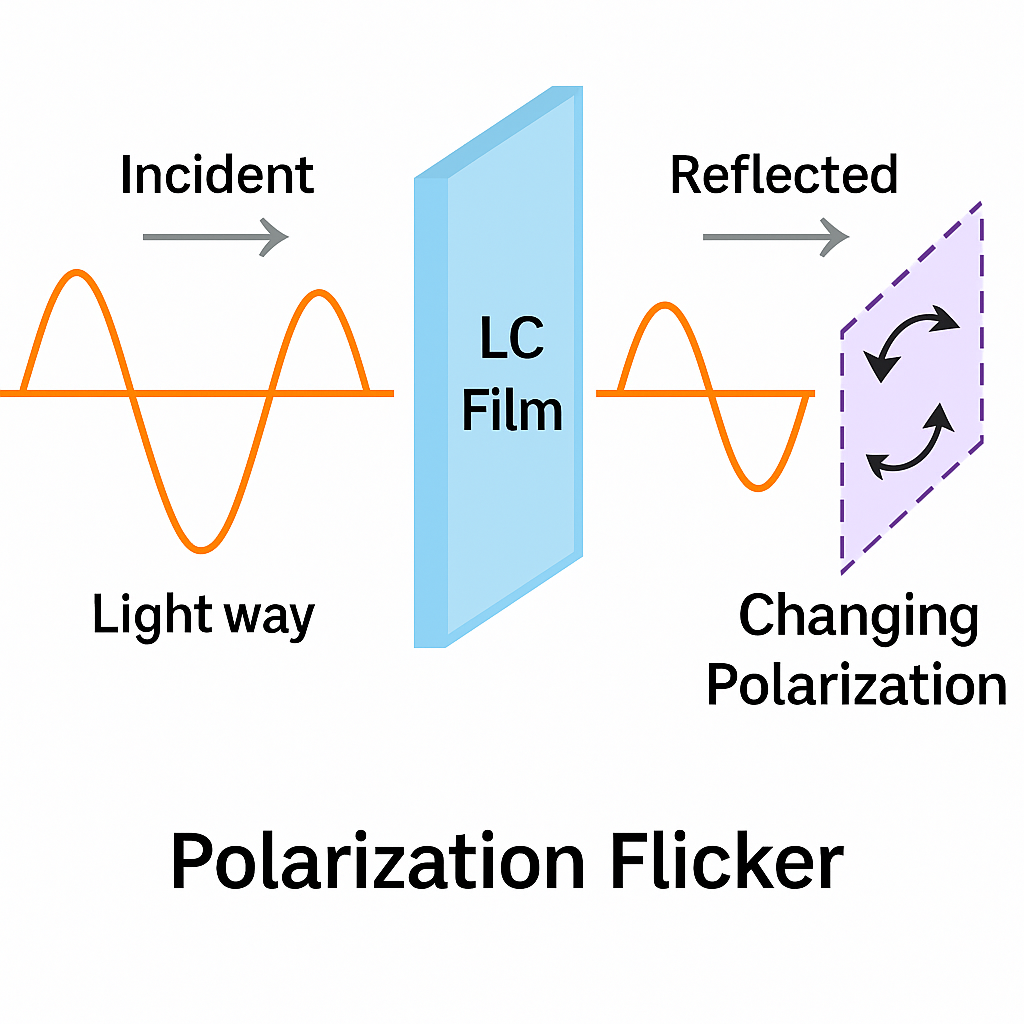 Incident
Reflected
LC
Film
Light way
Changing
Polarization
Polarization Flicker